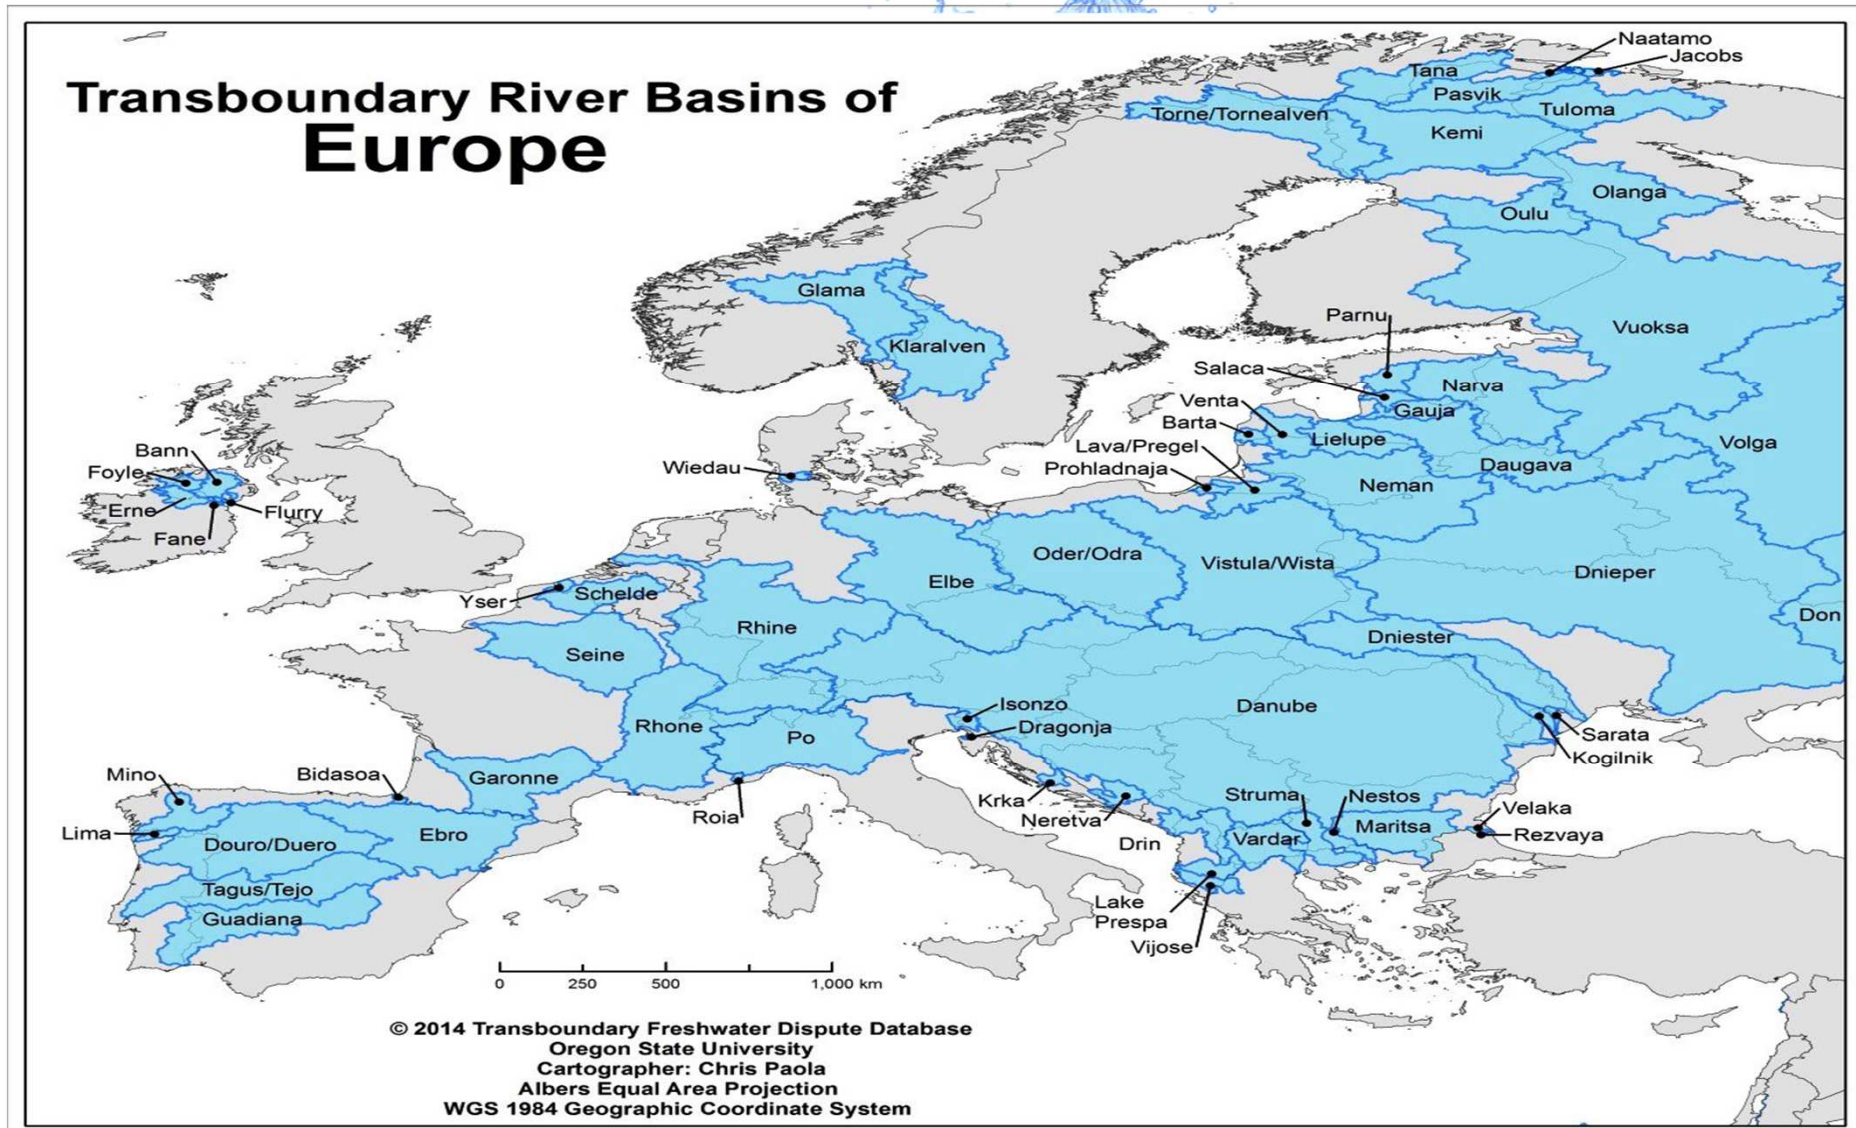 Transboundary River Basins of
Europe
Naatamo
Jacobs
Tana
Pasvik
Tuloma
Torne/Tornealven
Kemi
Olanga
Oulu
Glama
Klaralven
Vuoksa
Parnu
Salaca
Narva
Venta
Gauja
Barta
Lielupe
Volga
Lava/Pregel
Daugava
Wiedau
Prohladnaja
Neman
Bann
Foyle
Erne
Flurry
Fane
Oder/Odra
Vistula/Wista
Elbe
Dnieper
Yser
Schelde
Don
Rhine
Dniester
Seine
Isonzo
Danube
Dragonja
Rhone
Po
Sarata
Kogilnik
Mino
Bidasoa
Garonne
Krka
Struma
Nestos
Velaka
Roia
Neretva
Maritsa
Lima
Ebro
Rezvaya
Douro/Duero
Drin
Vardar
Tagus/Tejo
Lake
Prespa
Guadiana
Vijose
0 250 500 1,000 km
© 2014 Transboundary Freshwater Dispute Database
Oregon State University
Cartographer: Chris Paola
Albers Equal Area Projection
WGS 1984 Geographic Coordinate System